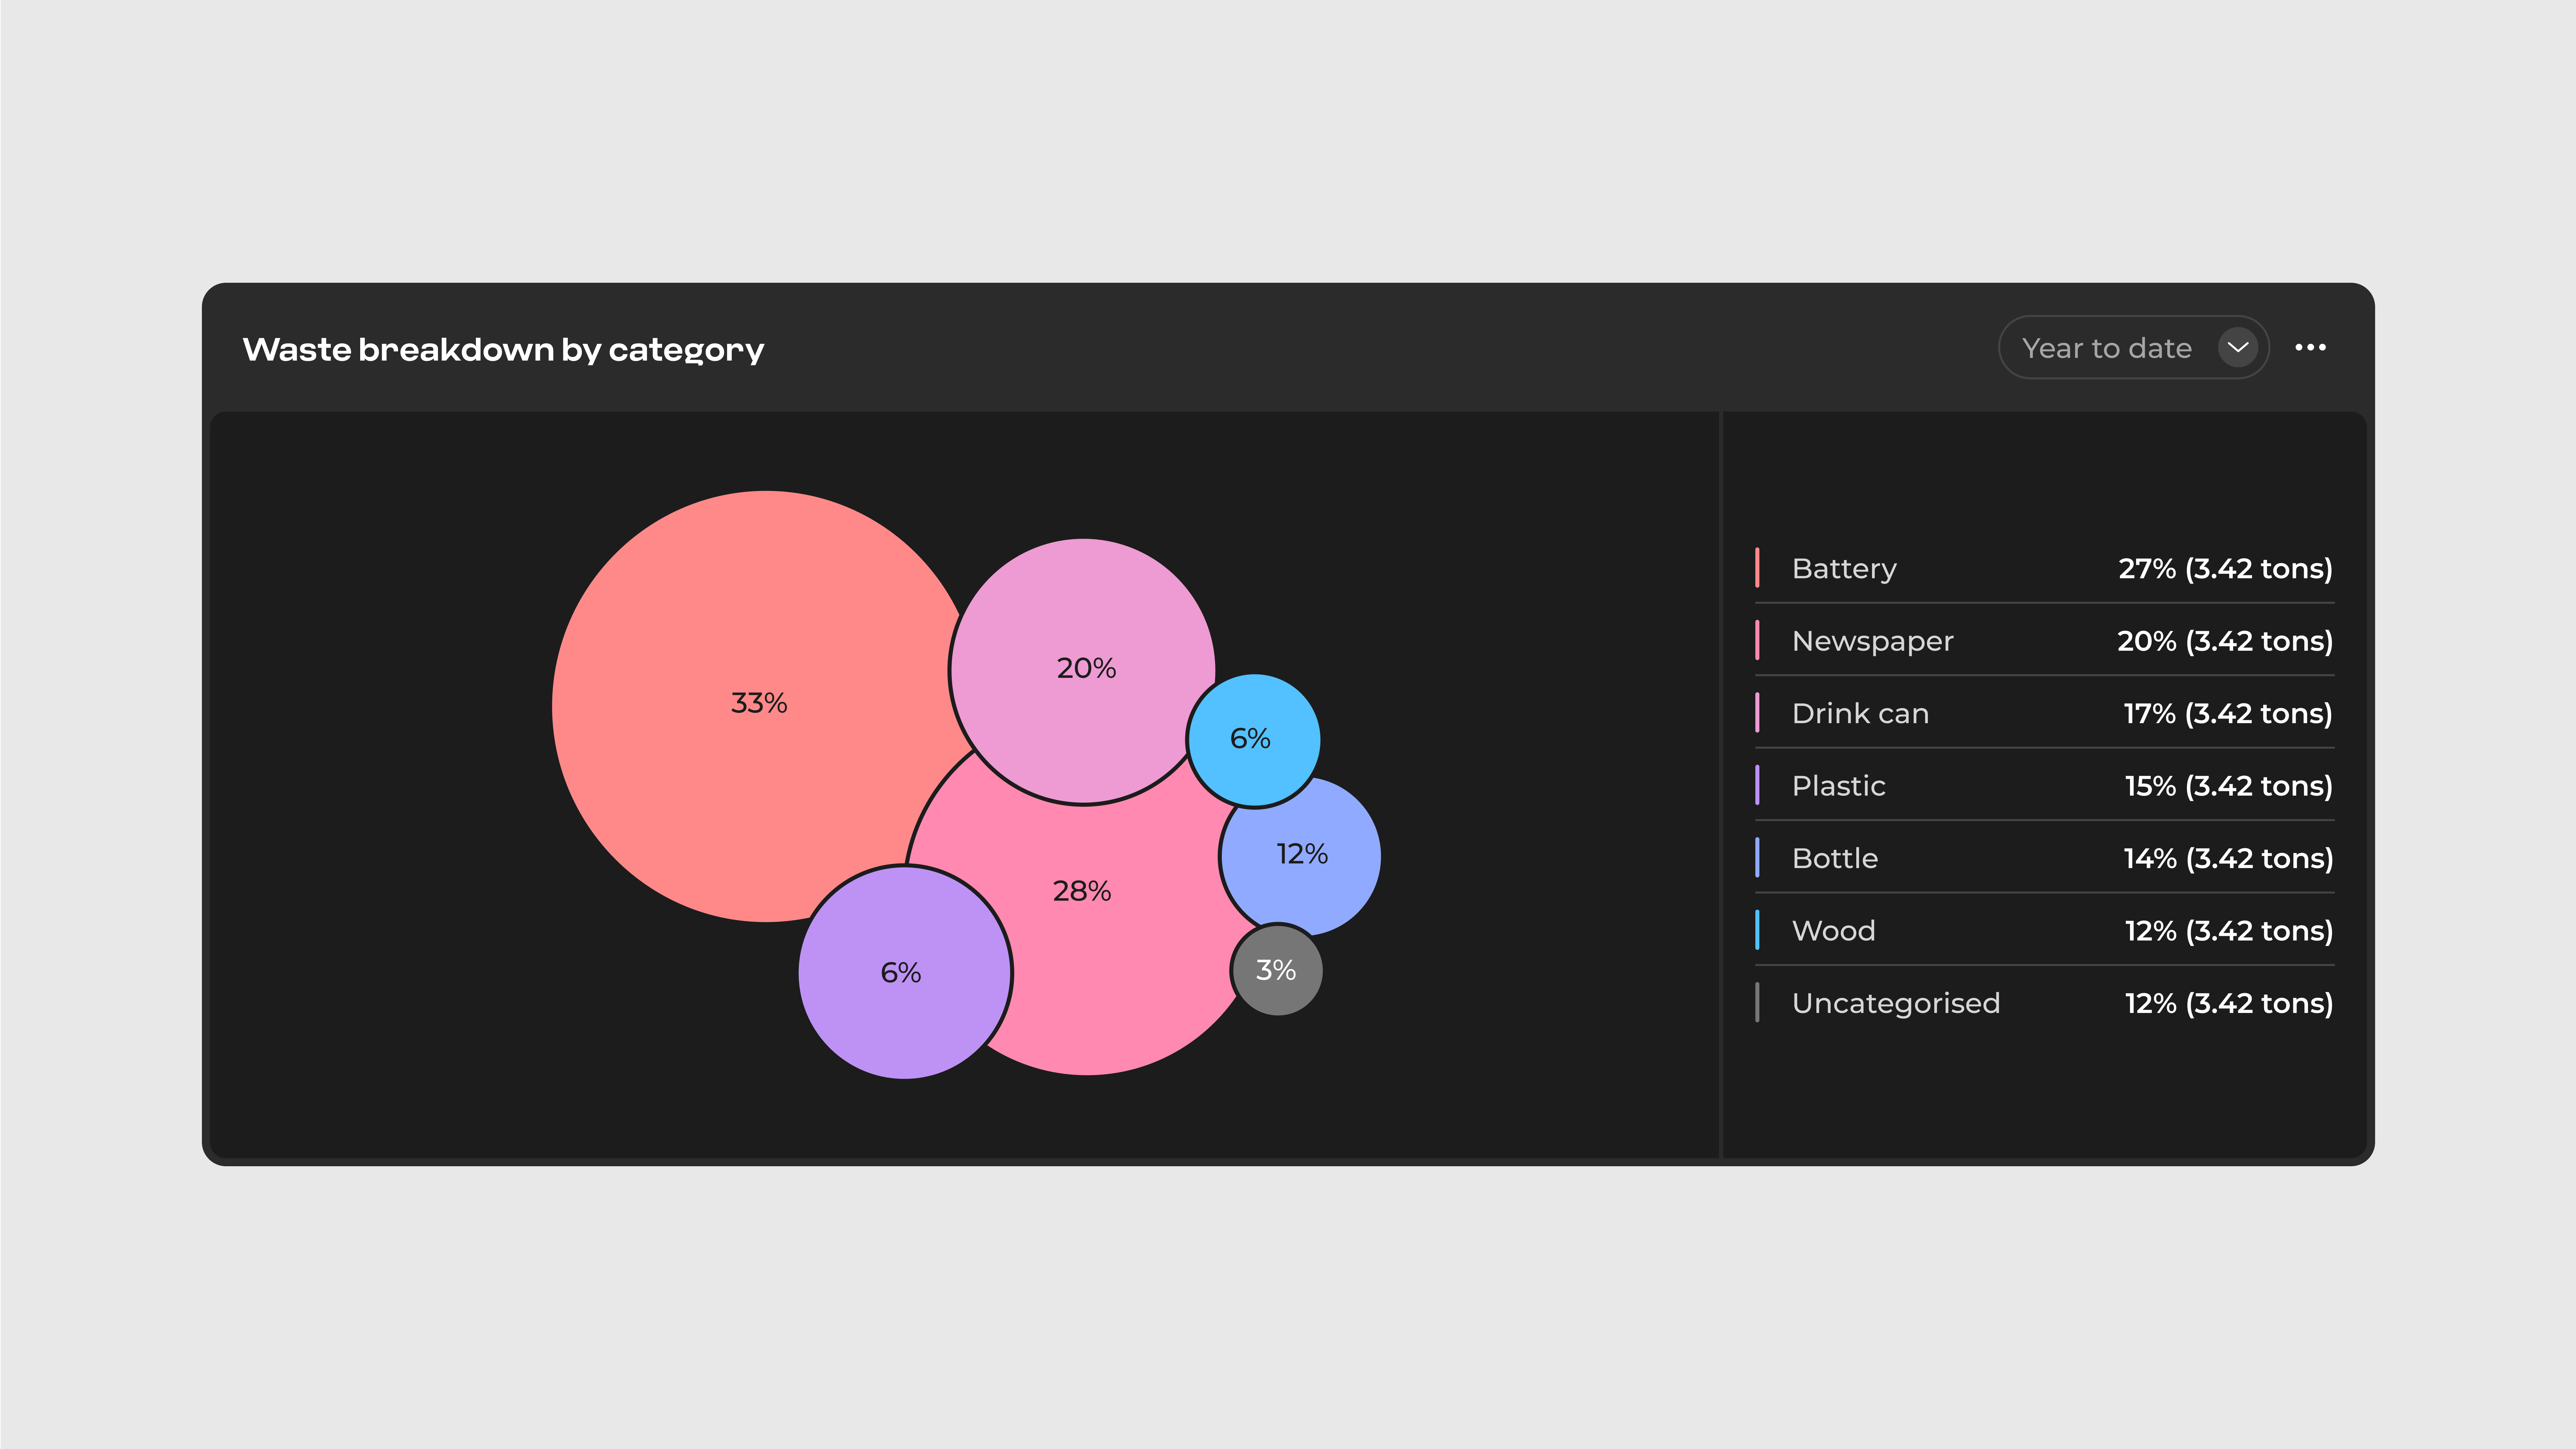 Waste breakdown by category
Year to date
33%
20%
6%
12%
28%
6%
3%
Battery 27% (3.42 tons)
Newspaper 20% (3.42 tons)
Drink can 17% (3.42 tons)
Plastic 15% (3.42 tons)
Bottle 14% (3.42 tons)
Wood 12% (3.42 tons)
Uncategorised 12% (3.42 tons)